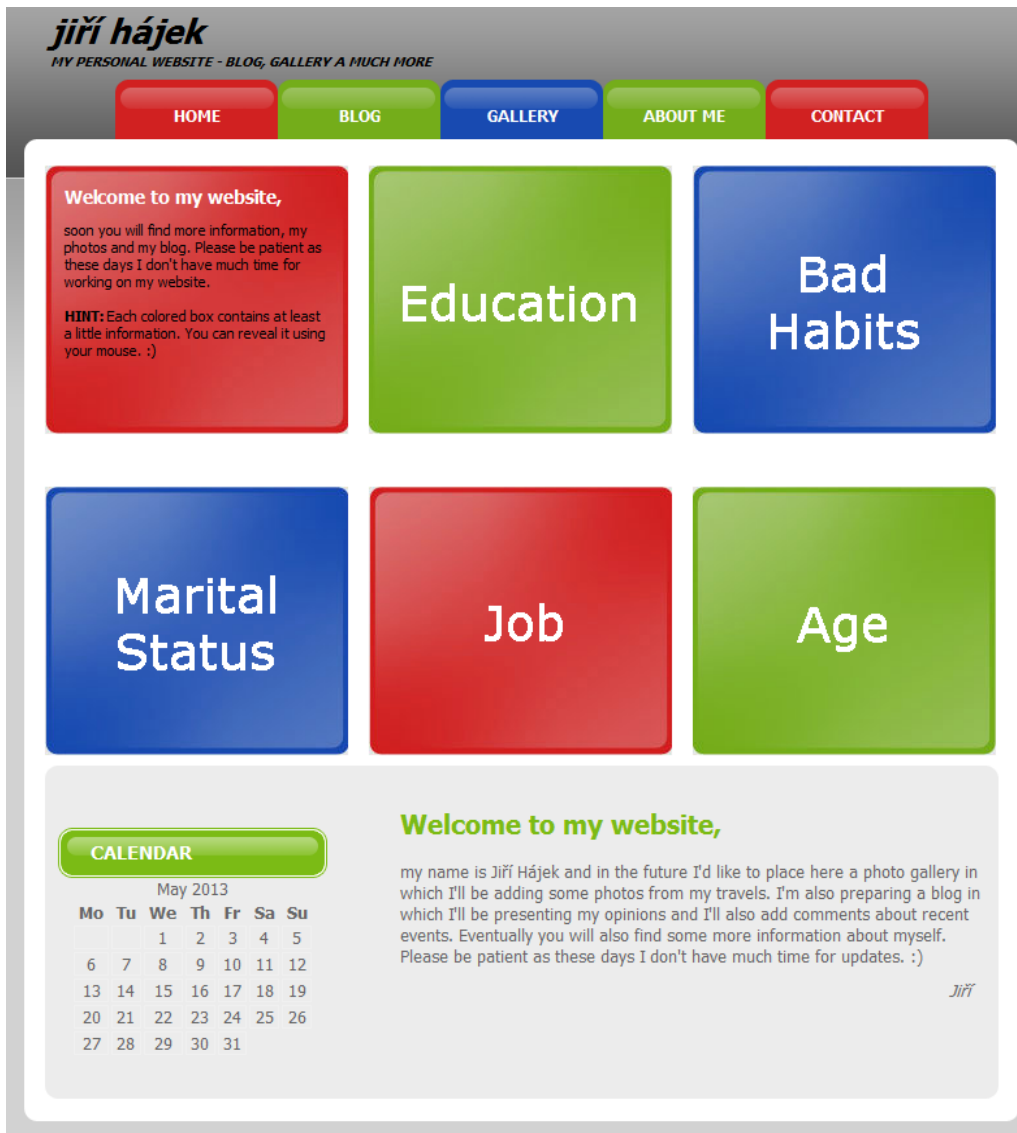 jiří hájek
MY PERSONAL WEBSITE - BLOG, GALLERY A MUCH MORE
HOME BLOG GALLERY ABOUT ME CONTACT
Welcome to my website,
soon you will find more information, my
photos and my blog. Please be patient as
these days I don't have much time for
working on my website.
HINT: Each colored box contains at least
a little information. You can reveal it using
your mouse. :)
Education
Bad
Habits
Marital
Status
Job
Age
CALENDAR
May 2013
Mo Tu We Th Fr Sa Su
1 2 3 4 5
6 7 8 9 10 11 12
13 14 15 16 17 18 19
20 21 22 23 24 25 26
27 28 29 30 31
Welcome to my website,
my name is Jiří Hájek and in the future I'd like to place here a photo gallery in
which I'll be adding some photos from my travels. I'm also preparing a blog in
which I'll be presenting my opinions and I'll also add comments about recent
events. Eventually you will also find some more information about myself.
Please be patient as these days I don't have much time for updates. :)
Jiří